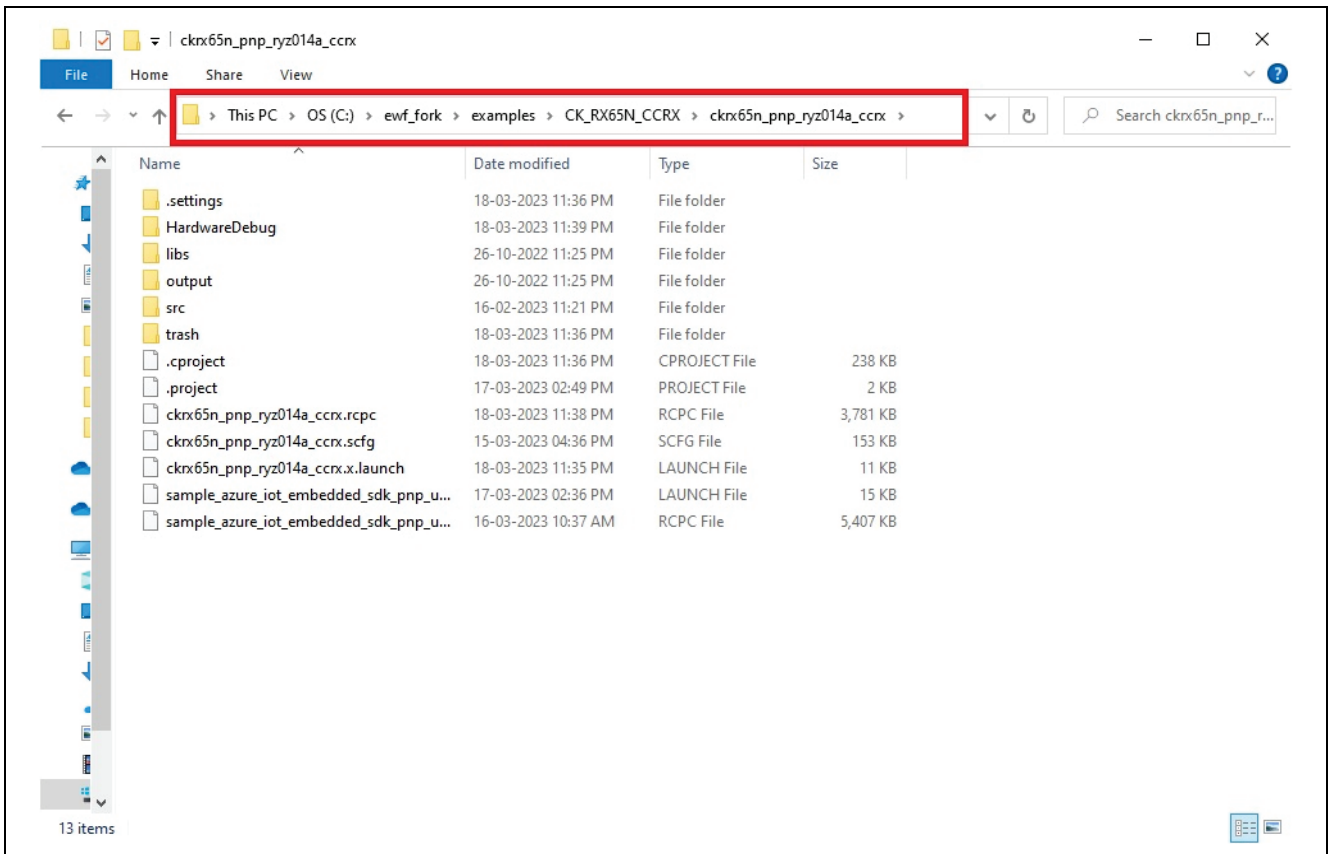 ckrx65n_pnp_ryz014a_ccrx
File Home Share View
This PC > OS (C:) > ewf_fork > examples > CK_RX65N_CCRX > ckrx65n_pnp_ryz014a_ccrx > Search ckrx65n_pnp_r...
Name Date modified Type Size
.settings 18-03-2023 11:36 PM File folder
HardwareDebug 18-03-2023 11:39 PM File folder
libs 26-10-2022 11:25 PM File folder
output 26-10-2022 11:25 PM File folder
src 16-02-2023 11:21 PM File folder
trash 18-03-2023 11:36 PM File folder
.cproject 18-03-2023 11:36 PM CPROJECT File 238 KB
.project 17-03-2023 02:49 PM PROJECT File 2 KB
ckrx65n_pnp_ryz014a_ccrx.rcpc 18-03-2023 11:38 PM RCPC File 3,781 KB
ckrx65n_pnp_ryz014a_ccrx.scfg 15-03-2023 04:36 PM SCFG File 153 KB
ckrx65n_pnp_ryz014a_ccrx.x.launch 18-03-2023 11:35 PM LAUNCH File 11 KB
sample_azure_iot_embedded_sdk_pnp_u... 17-03-2023 02:36 PM LAUNCH File 15 KB
sample_azure_iot_embedded_sdk_pnp_u... 16-03-2023 10:37 AM RCPC File 5,407 KB
13 items